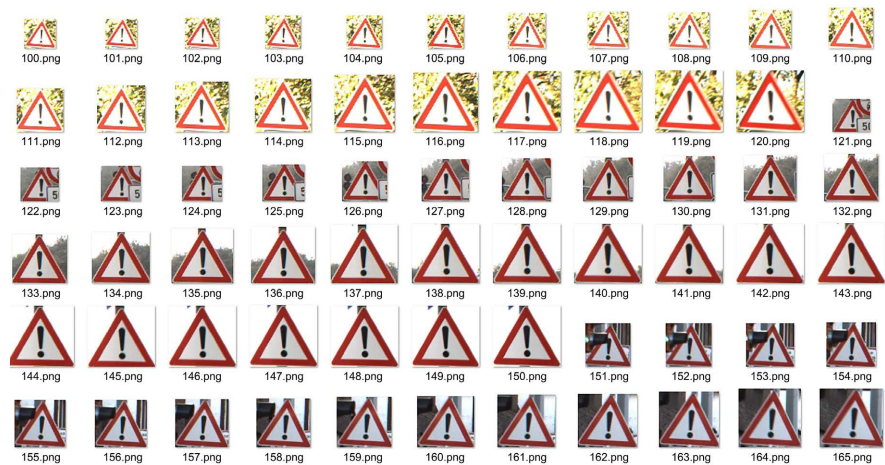 100.png 101.png 102.png 103.png 104.png 105.png 106.png 107.png 108.png 109.png 110.png
50
111.png 112.png 113.png 114.png 115.png 116.png 117.png 118.png 119.png 120.png 121.png
5 5 5 5
122.png 123.png 124.png 125.png 126.png 127.png 128.png 129.png 130.png 131.png 132.png
133.png 134.png 135.png 136.png 137.png 138.png 139.png 140.png 141.png 142.png 143.png
144.png 145.png 146.png 147.png 148.png 149.png 150.png 151.png 152.png 153.png 154.png
155.png 156.png 157.png 158.png 159.png 160.png 161.png 162.png 163.png 164.png 165.png